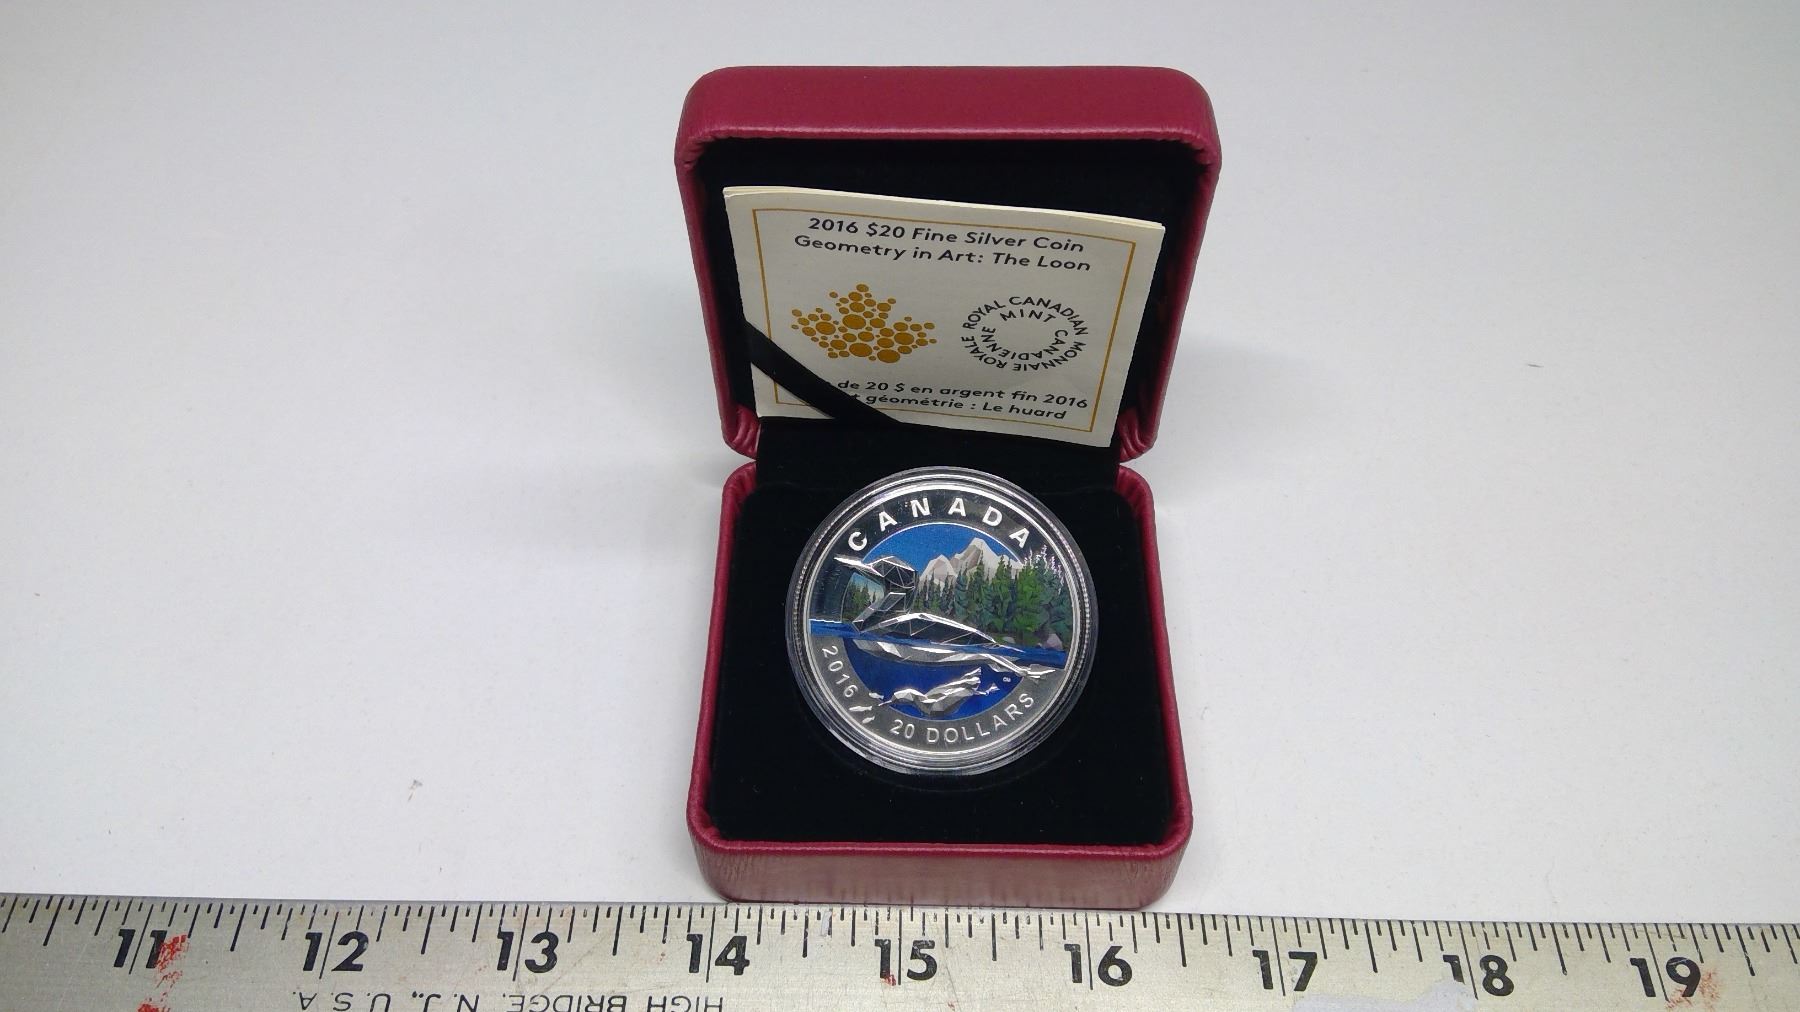 2016 $20 Fine Silver Coin
Geometry in Art: The Loon
ROYAL CANADIAN MINT
MONNAIE ROYALE CANADIENNE
de 20 $ en argent fin 2016
géométrie : Le huard
CANADA
2016
20 DOLLARS
11 12 13 14 15 16 17 18 19
HIGH BRIDGE, N.J., U.S.A.